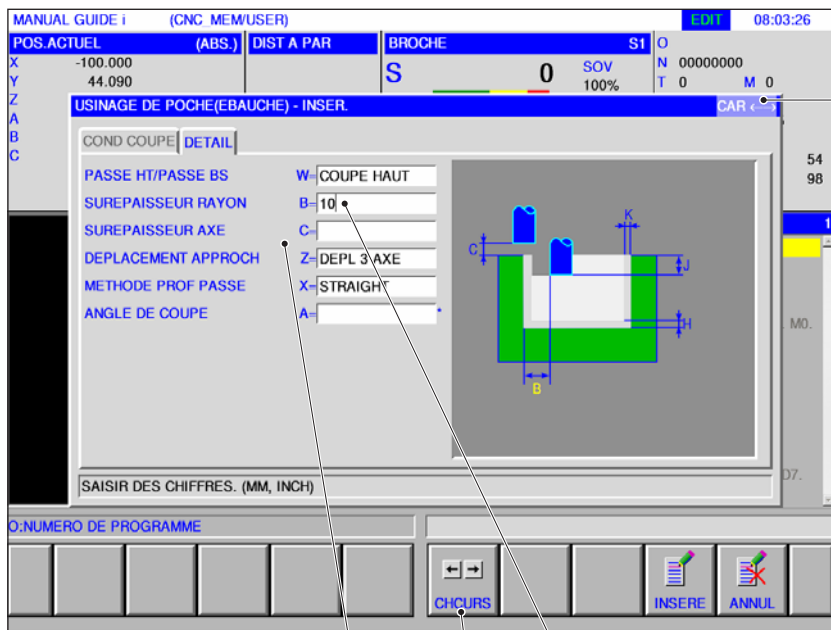 MANUAL GUIDE i (CNC_MEM/USER) EDIT 08:03:26
POS.ACTUEL (ABS.) DIST A PAR BROCHE S1 O
X -100.000 N 00000000
Y 44.090 S 0 SOV 100% T 0 M 0
Z
A
B
C
54
98
USINAGE DE POCHE(EBAUCHE) - INSER. CAR ←→
COND COUPE DETAIL
PASSE HT/PASSE BS W=COUPE HAUT
SUREPAISSEUR RAYON B=10
SUREPAISSEUR AXE C=
DEPLACEMENT APPROCH Z=DEPL 3 AXE
METHODE PROF PASSE X=STRAIGHT
ANGLE DE COUPE A= °
K
C
J
H
B
1
M0.
D7.
SAISIR DES CHIFFRES. (MM, INCH)
O:NUMERO DE PROGRAMME
← →
CHCURS INSERE ANNUL